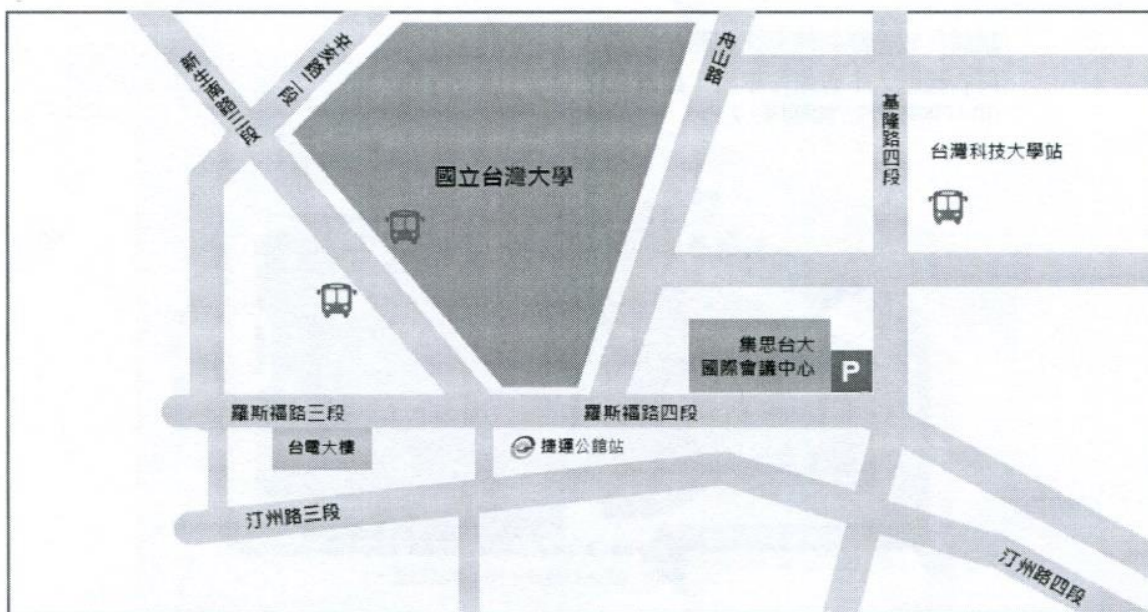 新生南路三段
辛亥路二段
舟山路
基隆路四段
國立台灣大學
台灣科技大學站
集思台大
國際會議中心
P
羅斯福路三段
羅斯福路四段
台電大樓
捷運公館站
汀州路三段
汀州路四段